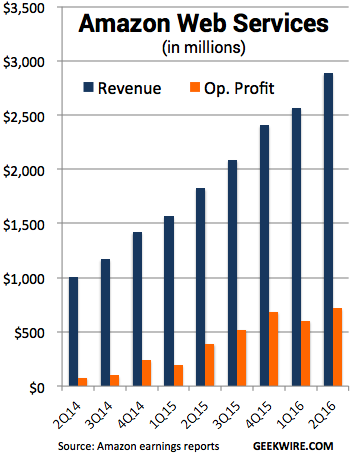 Amazon Web Services
(in millions)
$3,500
$3,000
$2,500
$2,000
$1,500
$1,000
$500
$0
Revenue Op. Profit
2Q14 3Q14 4Q14 1Q15 2Q15 3Q15 4Q15 1Q16 2Q16
Source: Amazon earnings reports GEEKWIRE.COM